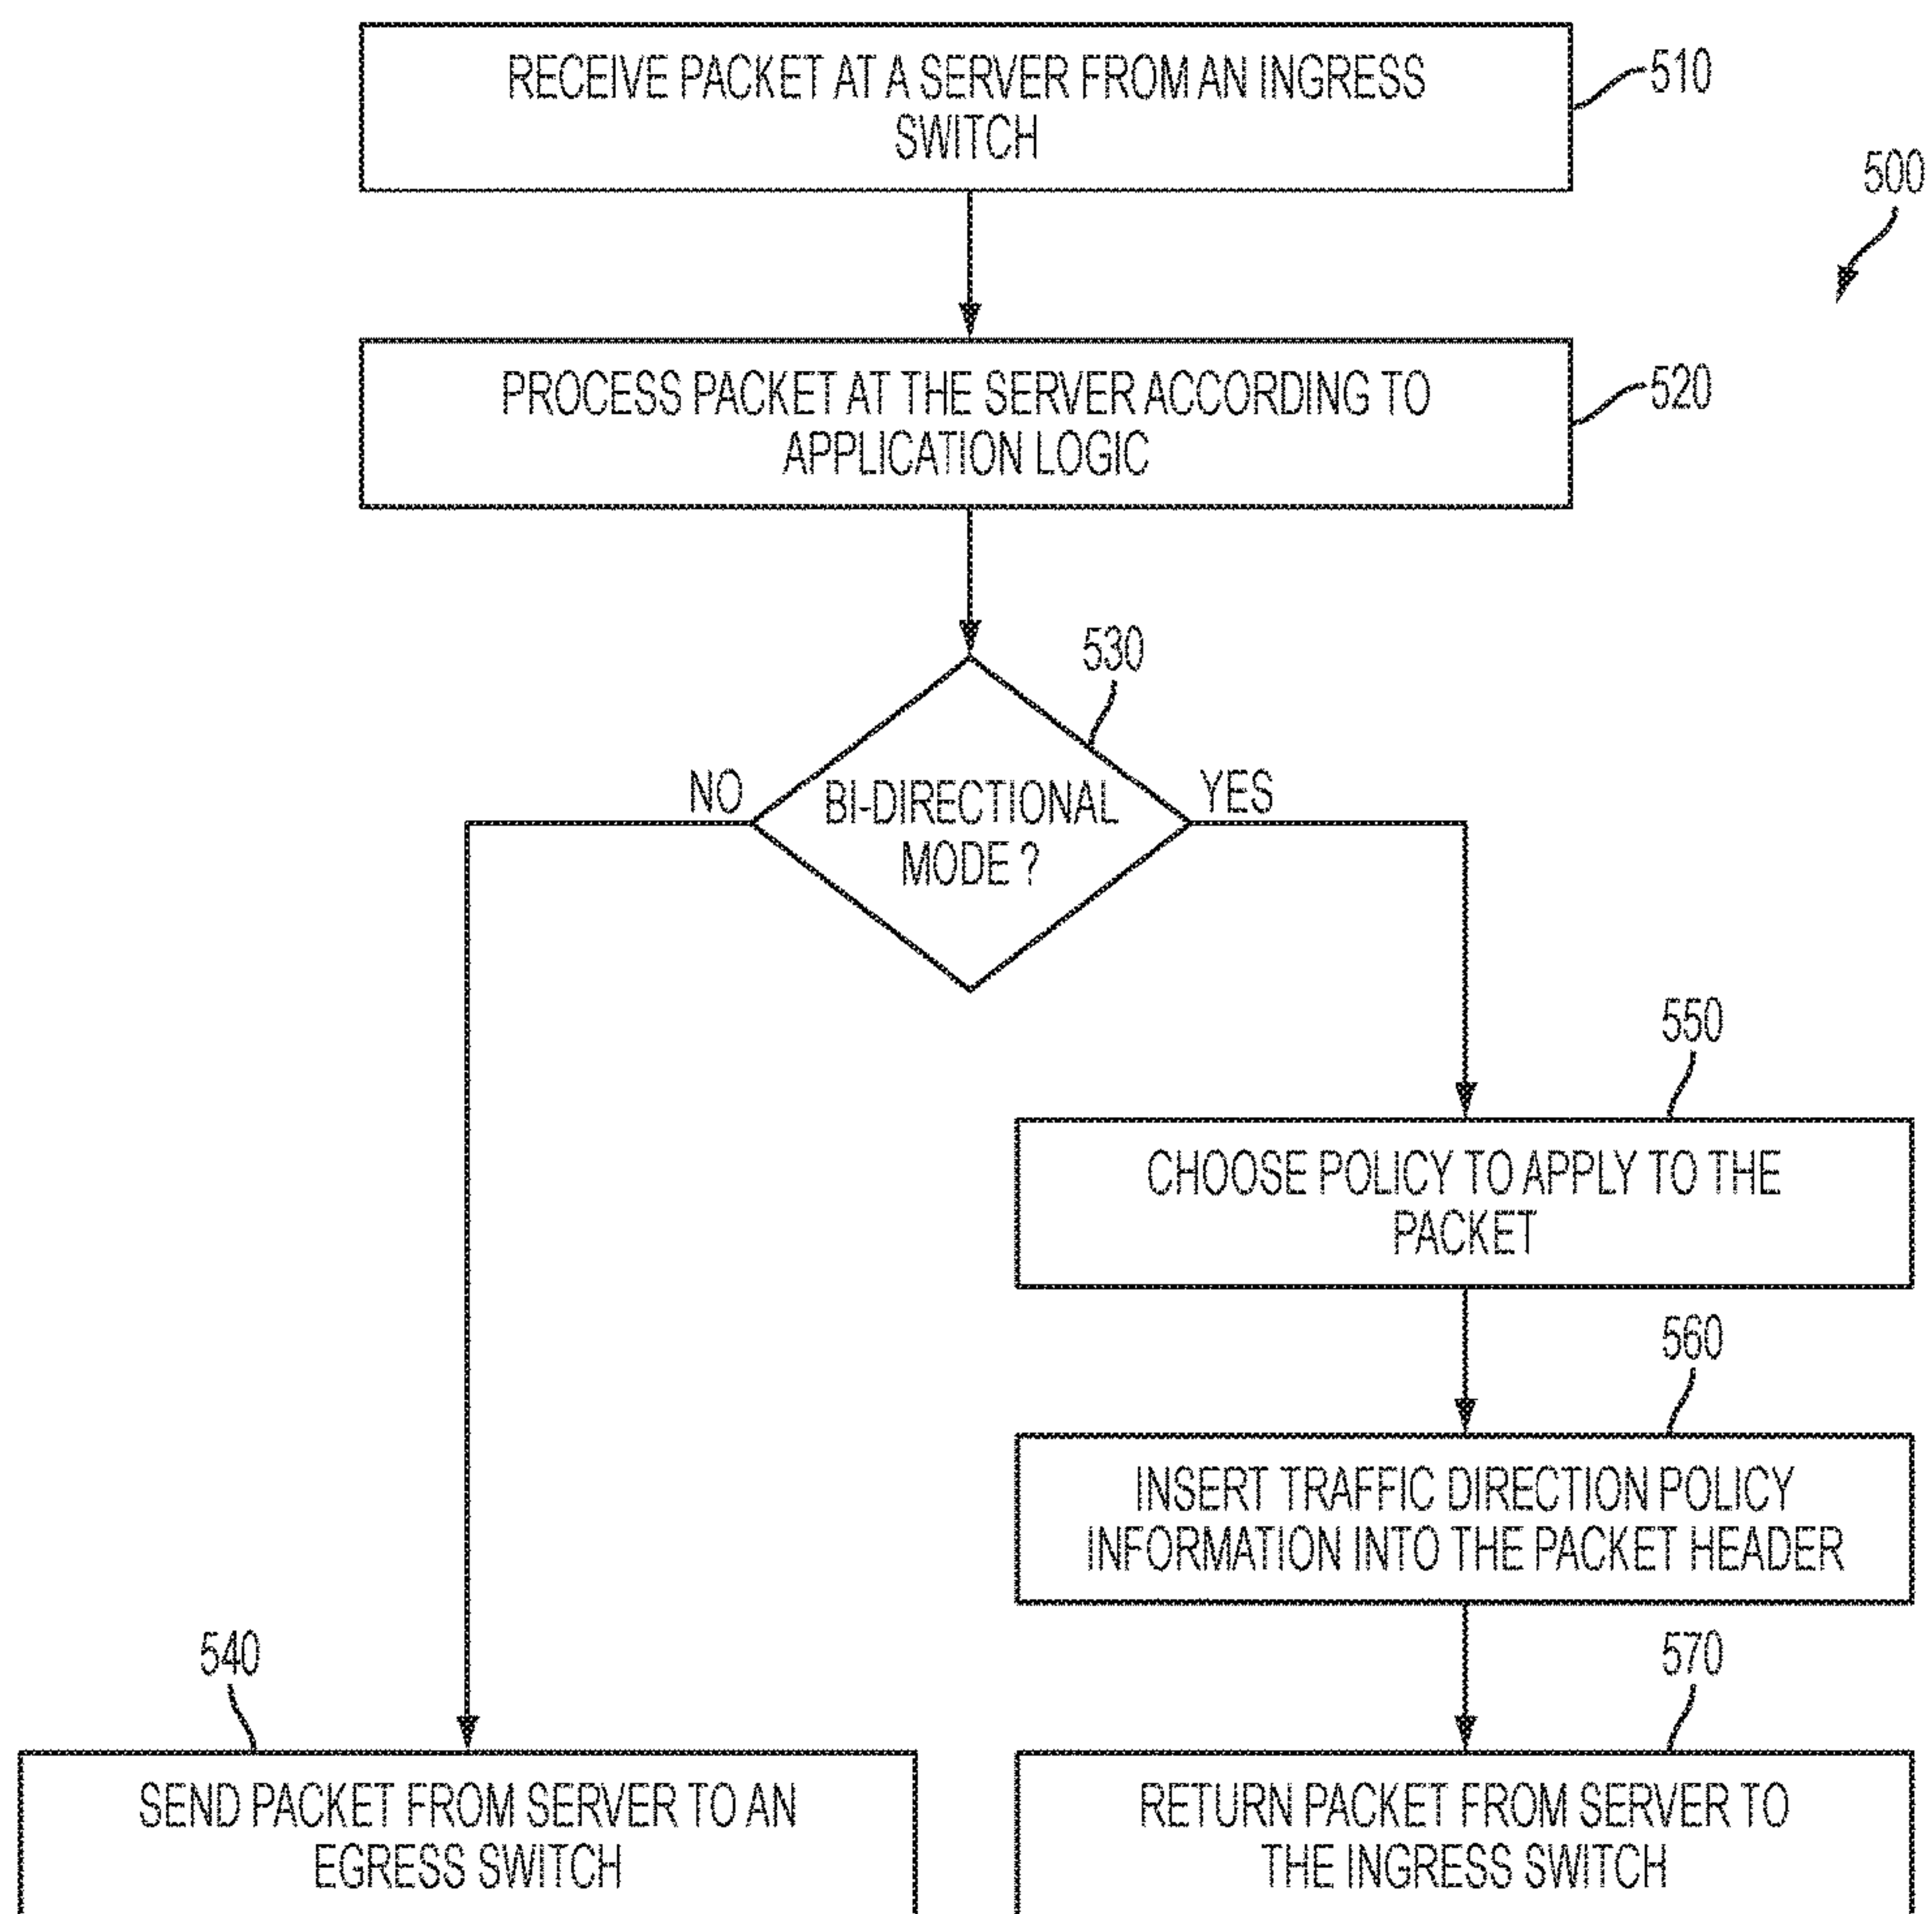 RECEIVE PACKET AT A SERVER FROM AN INGRESS
SWITCH
510
500
PROCESS PACKET AT THE SERVER ACCORDING TO
APPLICATION LOGIC
520
530
NO
BI-DIRECTIONAL
MODE ?
YES
550
CHOOSE POLICY TO APPLY TO THE
PACKET
560
INSERT TRAFFIC DIRECTION POLICY
INFORMATION INTO THE PACKET HEADER
540
SEND PACKET FROM SERVER TO AN
EGRESS SWITCH
570
RETURN PACKET FROM SERVER TO
THE INGRESS SWITCH